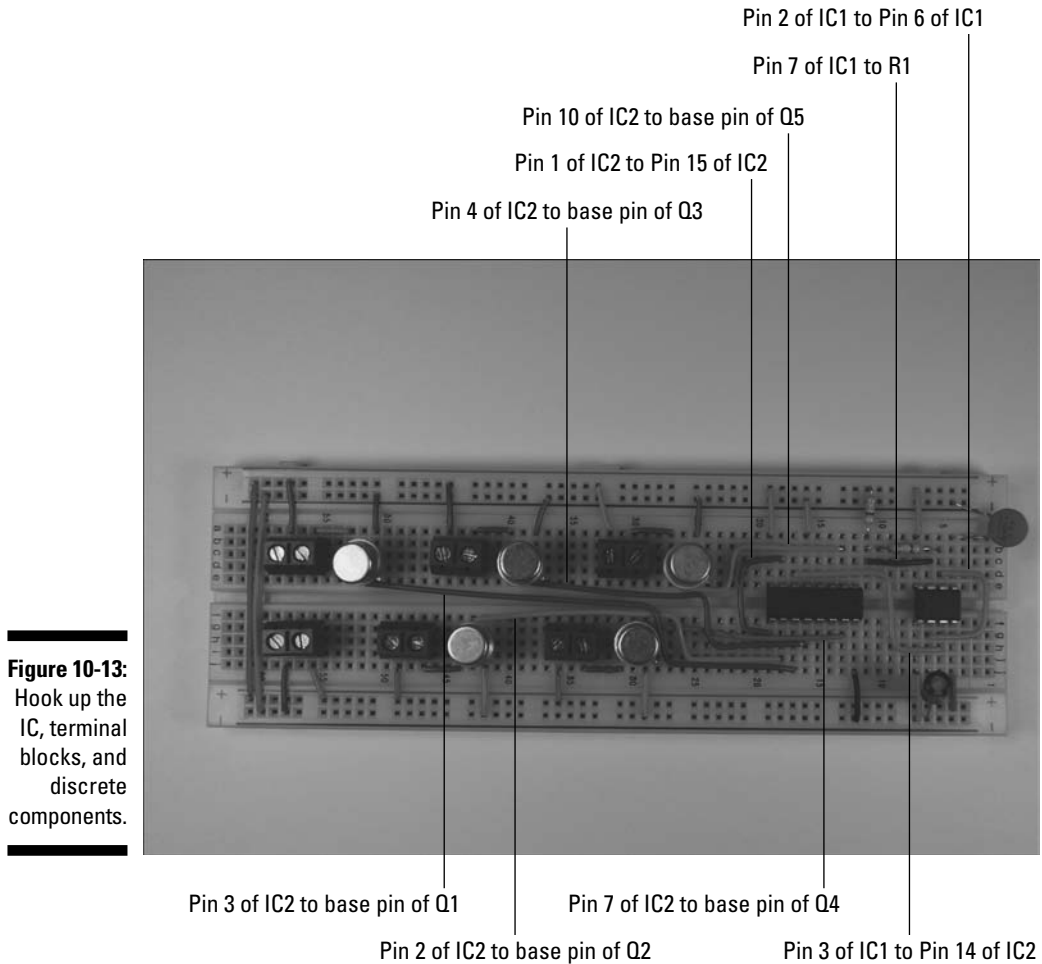 Pin 2 of IC1 to Pin 6 of IC1
Pin 7 of IC1 to R1
Pin 10 of IC2 to base pin of Q5
Pin 1 of IC2 to Pin 15 of IC2
Pin 4 of IC2 to base pin of Q3
Figure 10-13:
Hook up the
IC, terminal
blocks, and
discrete
components.
Pin 3 of IC2 to base pin of Q1
Pin 7 of IC2 to base pin of Q4
Pin 2 of IC2 to base pin of Q2
Pin 3 of IC1 to Pin 14 of IC2